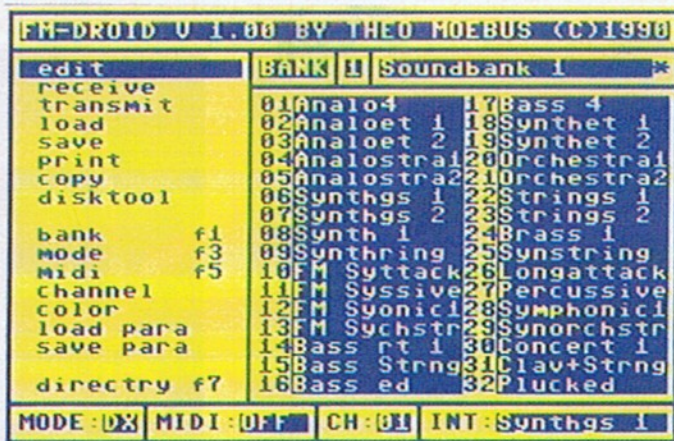 FM-DROID V 1.00 BY THEO MOEBUS (C)1990
edit
receive
transmit
load
save
print
copy
disktool
bank f1
mode f3
midi f5
channel
color
load para
save para
directry f7
BANK 1 Soundbank 1 *
01Analo4 17Bass 4
02Analoet 1 18Synthet 1
03Analoet 2 19Synthet 2
04Analostra1 20Orchestra1
05Analostra2 21Orchestra2
06Synthgs 1 22Strings 1
07Synthgs 2 23Strings 2
08Synth 1 24Brass 1
09Synthring 25Synstring
10FM Syttack 26Longattack
11FM Syssive 27Percussive
12FM Syonic1 28Symphonic1
13FM Sychstr 29Synorchstr
14Bass rt 1 30Concert 1
15Bass Strng 31Clav+Strng
16Bass ed 32Plucked
MODE:DX MIDI:OFF CH:01 INT:Synthgs 1